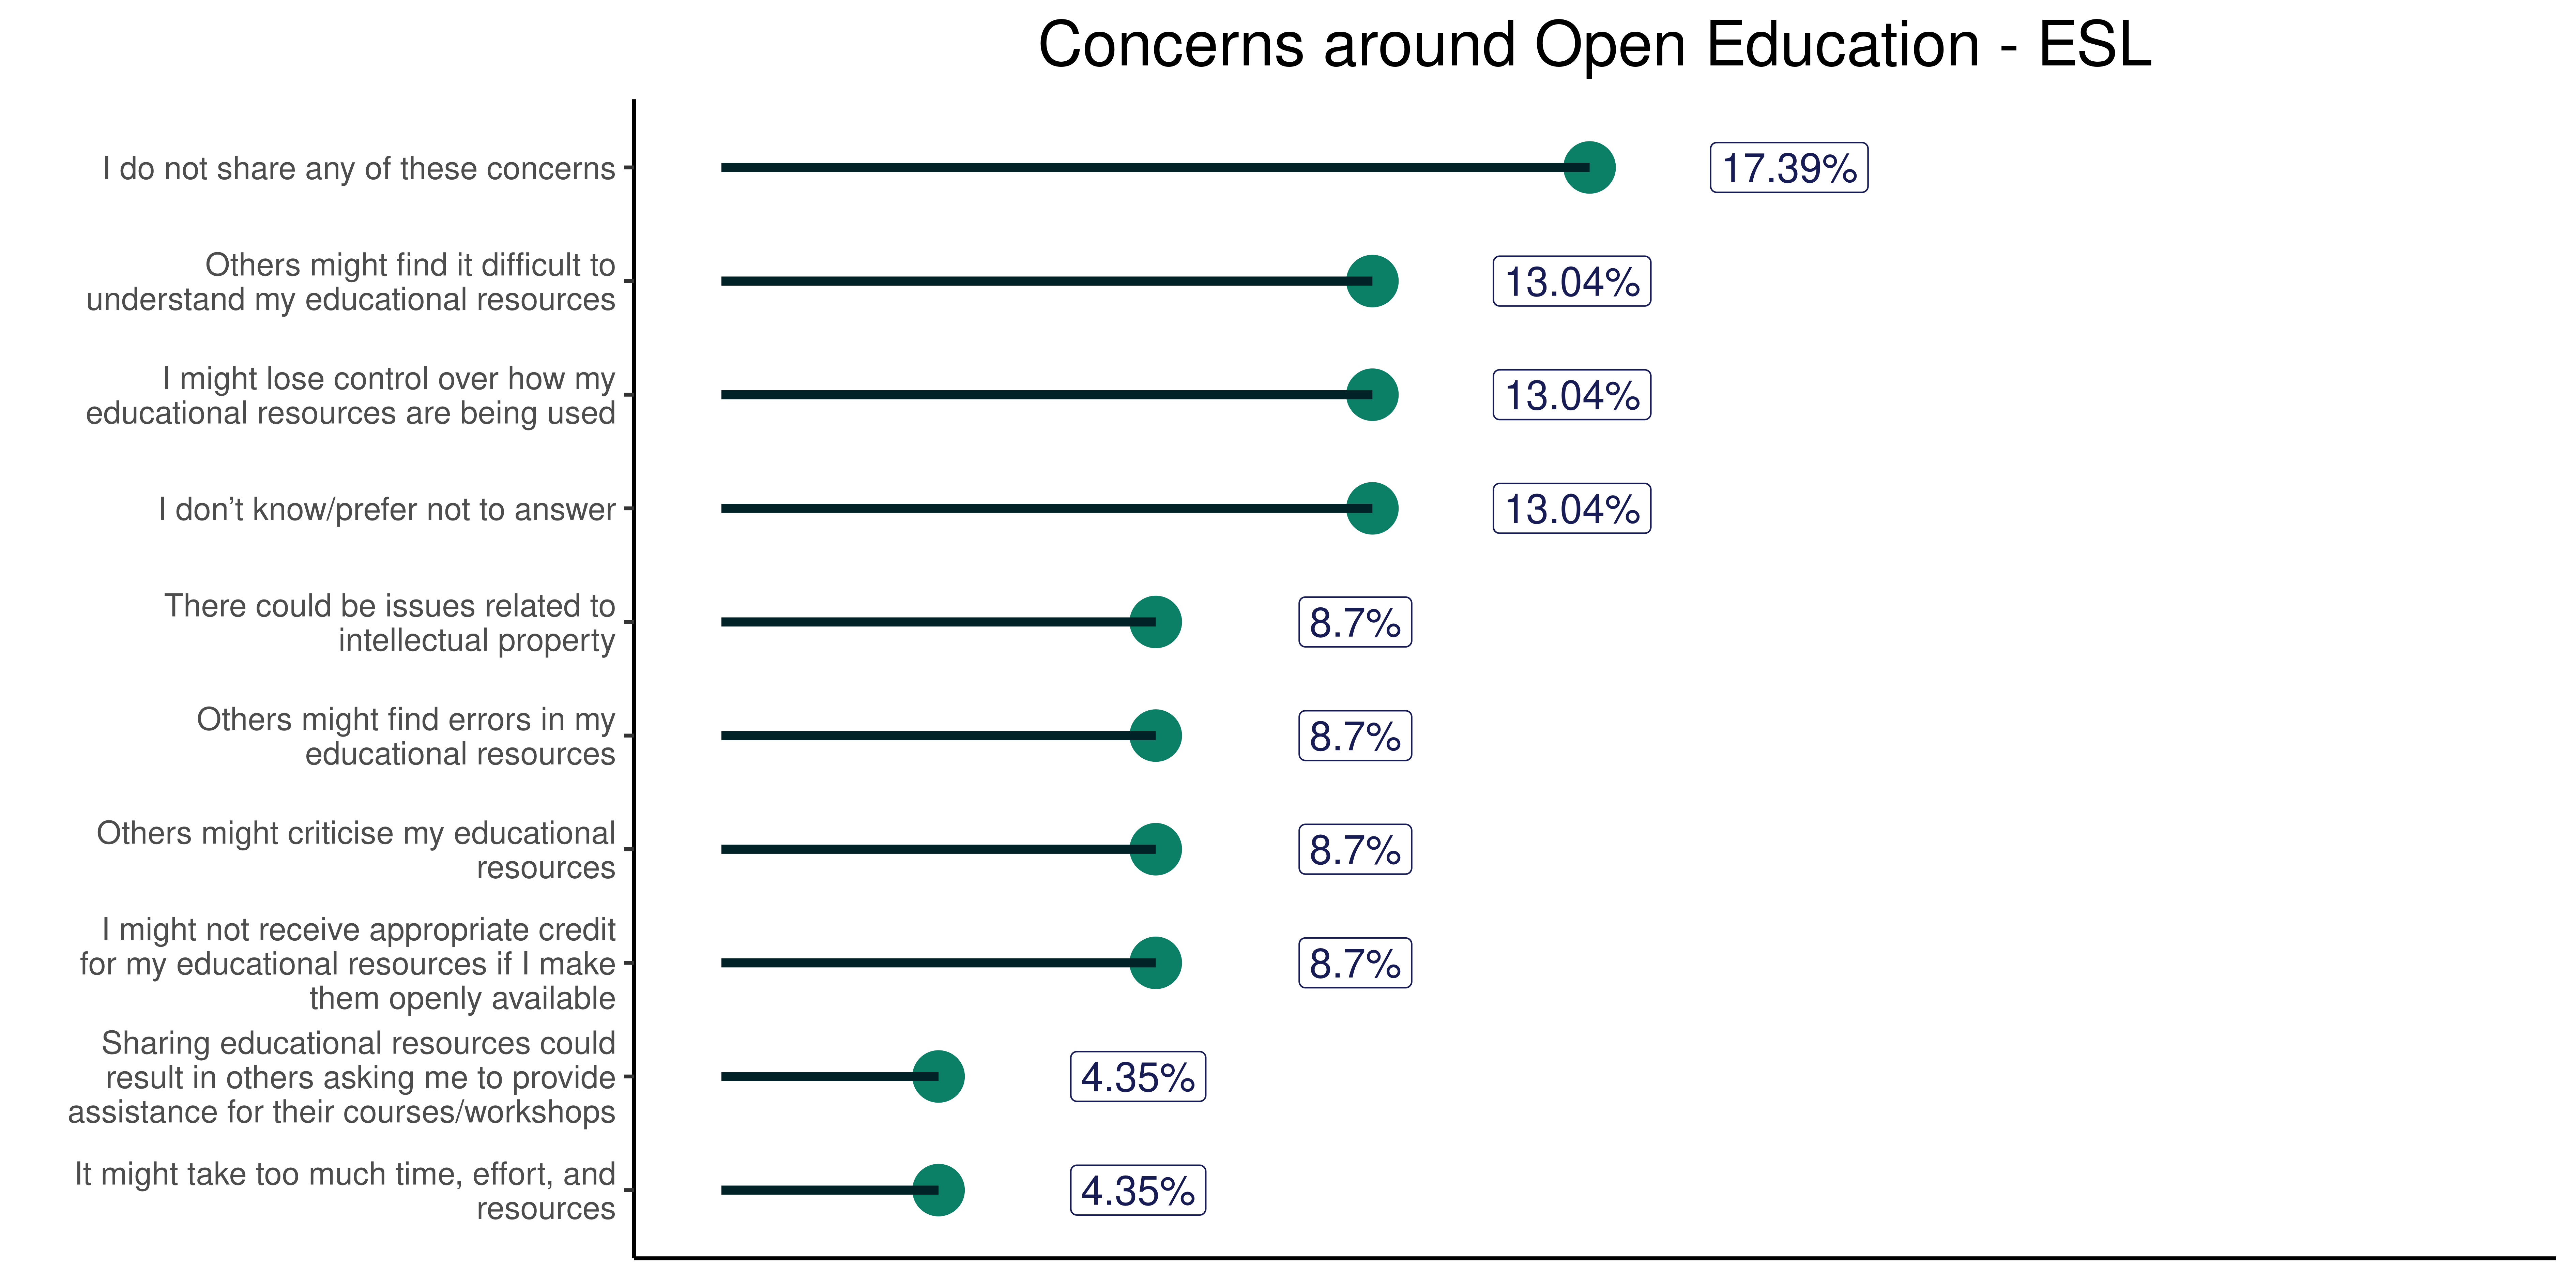 Concerns around Open Education - ESL
I do not share any of these concerns
17.39%
Others might find it difficult to
understand my educational resources
13.04%
I might lose control over how my
educational resources are being used
13.04%
I don’t know/prefer not to answer
13.04%
There could be issues related to
intellectual property
8.7%
Others might find errors in my
educational resources
8.7%
Others might criticise my educational
resources
8.7%
I might not receive appropriate credit
for my educational resources if I make
them openly available
8.7%
Sharing educational resources could
result in others asking me to provide
assistance for their courses/workshops
4.35%
It might take too much time, effort, and
resources
4.35%